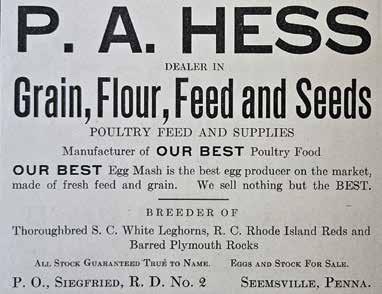 P. A. HESS
DEALER IN
Grain, Flour, Feed and Seeds
POULTRY FEED AND SUPPLIES
Manufacturer of OUR BEST Poultry Food
OUR BEST Egg Mash is the best egg producer on the market,
made of fresh feed and grain. We sell nothing but the BEST.
BREEDER OF
Thoroughbred S. C. White Leghorns, R. C. Rhode Island Reds and
Barred Plymouth Rocks
ALL STOCK GUARANTEED TRUE TO NAME. EGGS AND STOCK FOR SALE.
P. O., SIEGFRIED, R. D. No. 2 SEEMSVILLE, PENNA.